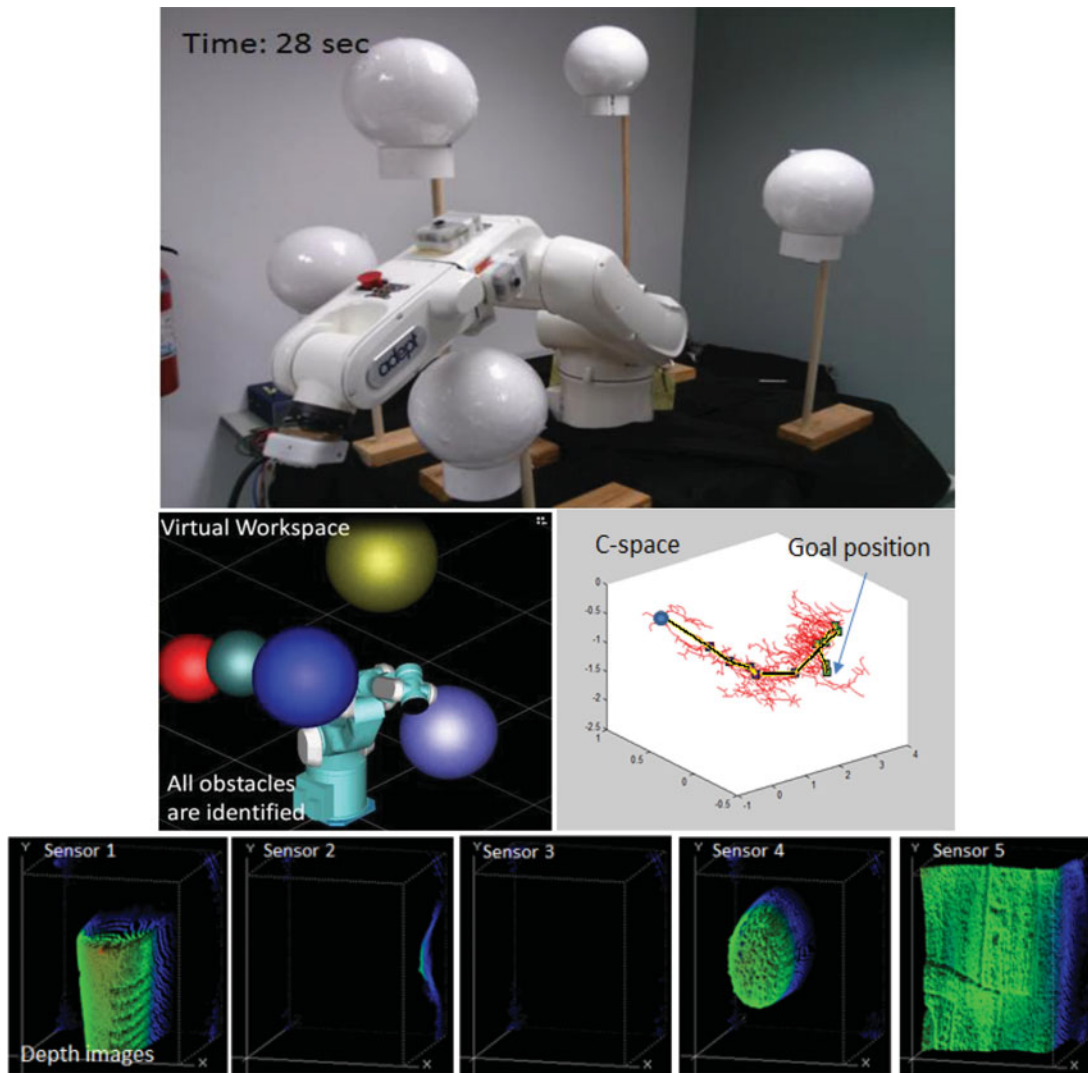 Time: 28 sec
adept
Virtual Workspace
All obstacles
are identified
C-space
Goal position
0
-0.5
-1
-1.5
-2
-2.5
1
0.5
0
-0.5
-1
0
1
2
3
4
Sensor 1
Sensor 2
Sensor 3
Sensor 4
Sensor 5
Y
Y
Y
Y
Y
Depth images
X
X
X
X
X